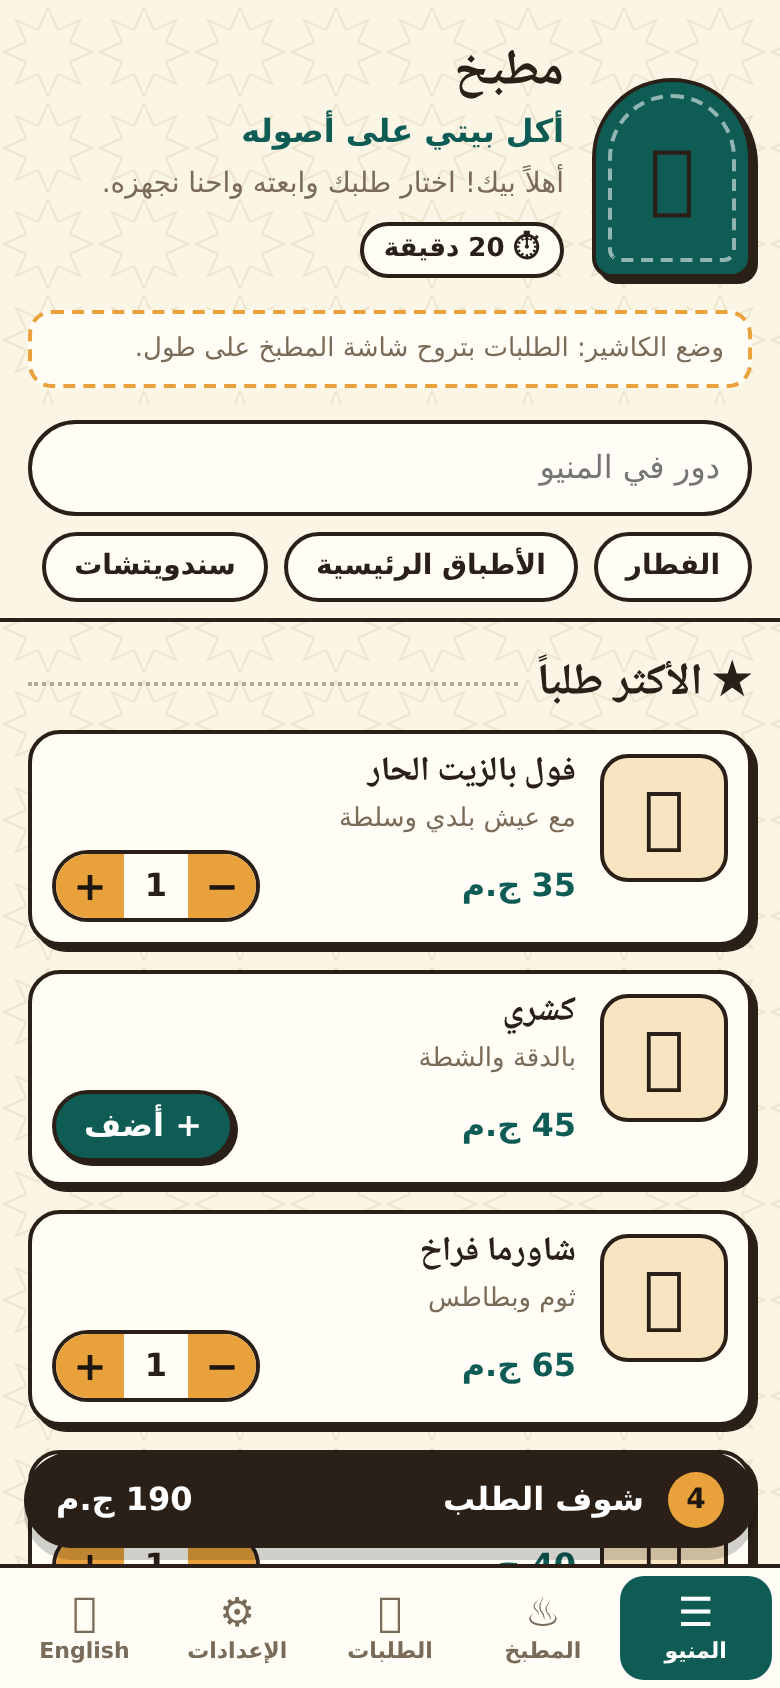 مطبخ
أكل بيتي على أصوله
أهلاً بيك! اختار طلبك وابعته واحنا نجهزه.
⏱ 20 دقيقة
وضع الكاشير: الطلبات بتروح شاشة المطبخ على طول.
دور في المنيو
الفطار
الأطباق الرئيسية
سندويتشات
★ الأكثر طلباً
فول بالزيت الحار
مع عيش بلدي وسلطة
35 ج.م
− 1 +
كشري
بالدقة والشطة
45 ج.م
+ أضف
شاورما فراخ
ثوم وبطاطس
65 ج.م
− 1 +
4 شوف الطلب 190 ج.م
المنيو
المطبخ
الطلبات
الإعدادات
English